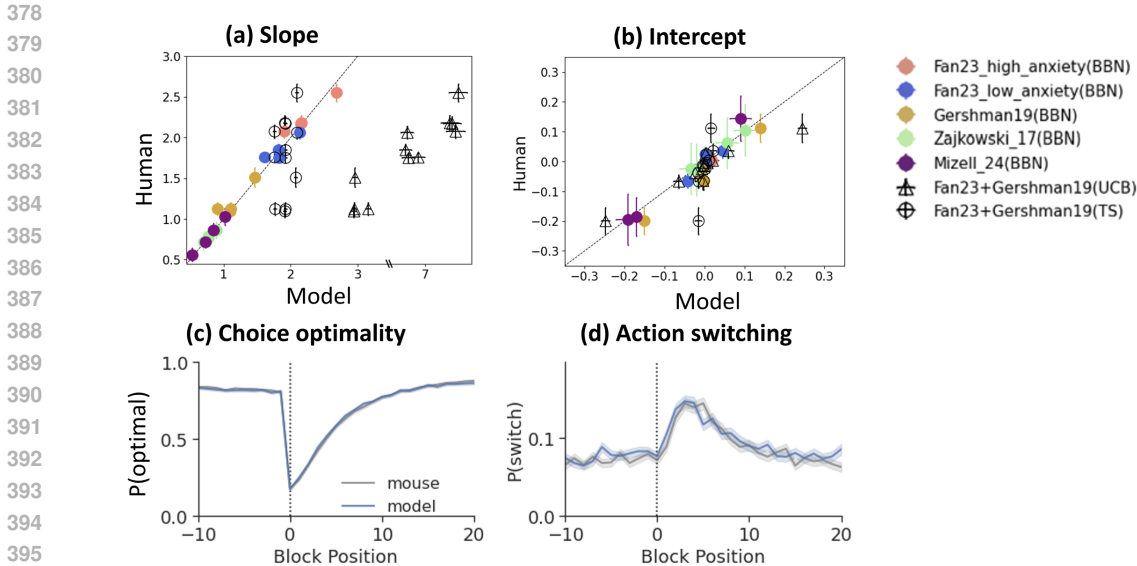 378
379
380
381
382
383
384
385
386
387
388
389
390
391
392
393
394
395
(a) Slope
3.0
2.5
2.0
1.5
1.0
0.5
Human
1 2 3 7
Model
(b) Intercept
0.3
0.2
0.1
0.0
−0.1
−0.2
−0.3
Human
−0.3 −0.2 −0.1 0.0 0.1 0.2 0.3
Model
Fan23_high_anxiety(BBN)
Fan23_low_anxiety(BBN)
Gershman19(BBN)
Zajkowski_17(BBN)
Mizell_24(BBN)
Fan23+Gershman19(UCB)
Fan23+Gershman19(TS)
(c) Choice optimality
1.0
0.5
0.0
P(optimal)
mouse
model
−10 0 10 20
Block Position
(d) Action switching
0.1
0.0
P(switch)
−10 0 10 20
Block Position